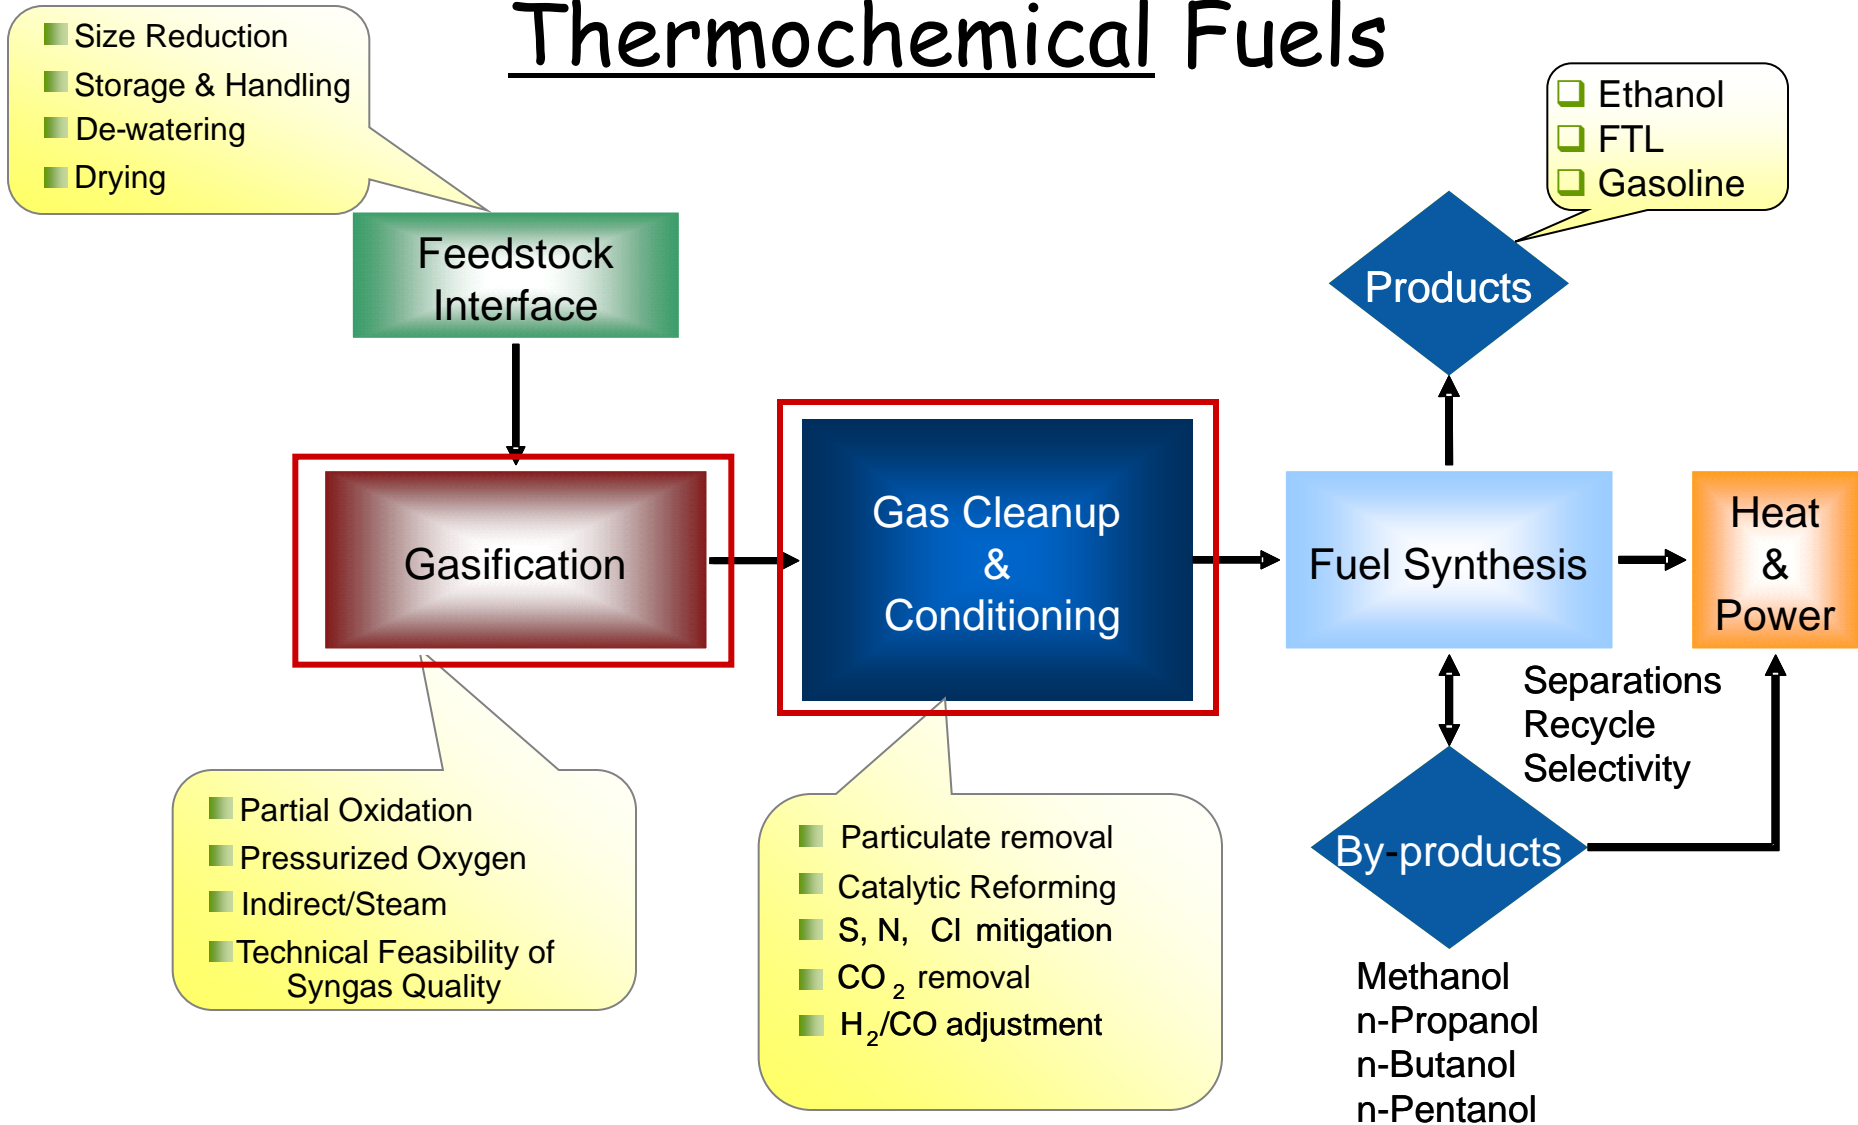 Thermochemical Fuels
Size Reduction
Storage & Handling
De-watering
Drying
Ethanol
FTL
Gasoline
Feedstock
Interface
Products
Gasification
Gas Cleanup
&
Conditioning
Fuel Synthesis
Heat
&
Power
Separations
Recycle
Selectivity
Partial Oxidation
Pressurized Oxygen
Indirect/Steam
Technical Feasibility of
Syngas Quality
Particulate removal
Catalytic Reforming
S, N, Cl mitigation
CO2 removal
H2/CO adjustment
By-products
Methanol
n-Propanol
n-Butanol
n-Pentanol